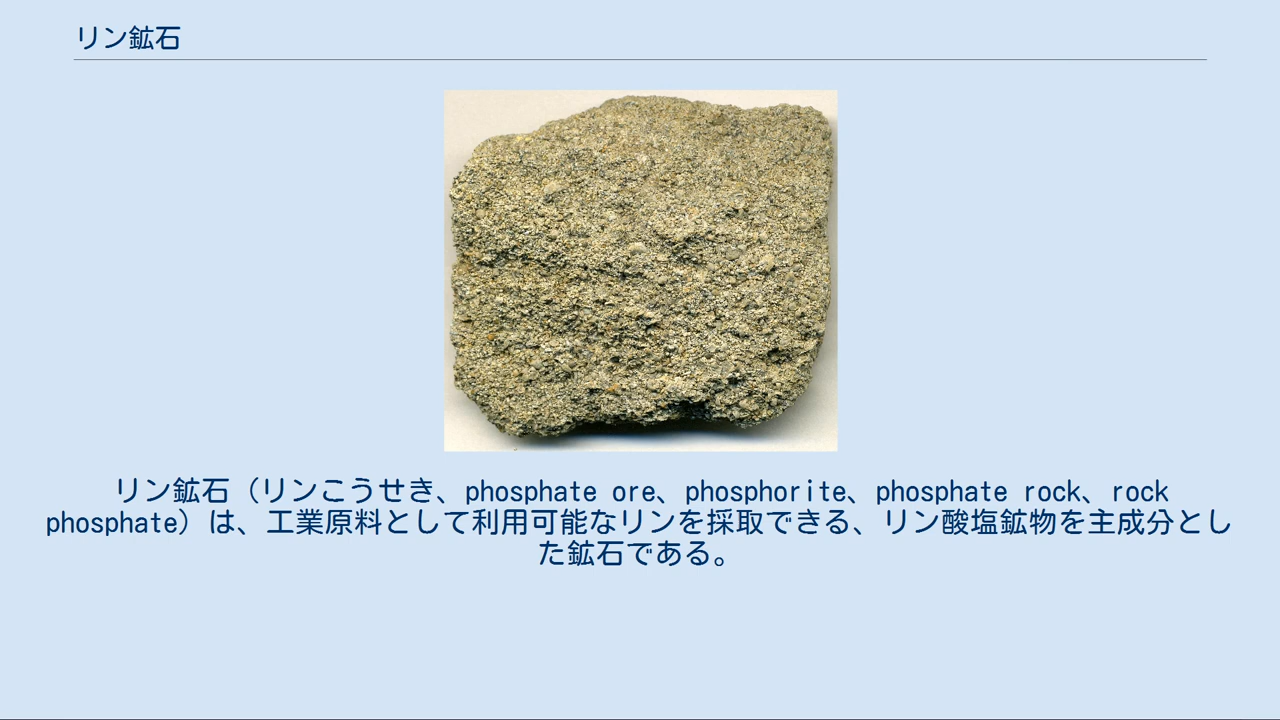 リン鉱石
リン鉱石（リンこうせき、phosphate ore、phosphorite、phosphate rock、rock
phosphate）は、工業原料として利用可能なリンを採取できる、リン酸塩鉱物を主成分とし
た鉱石である。